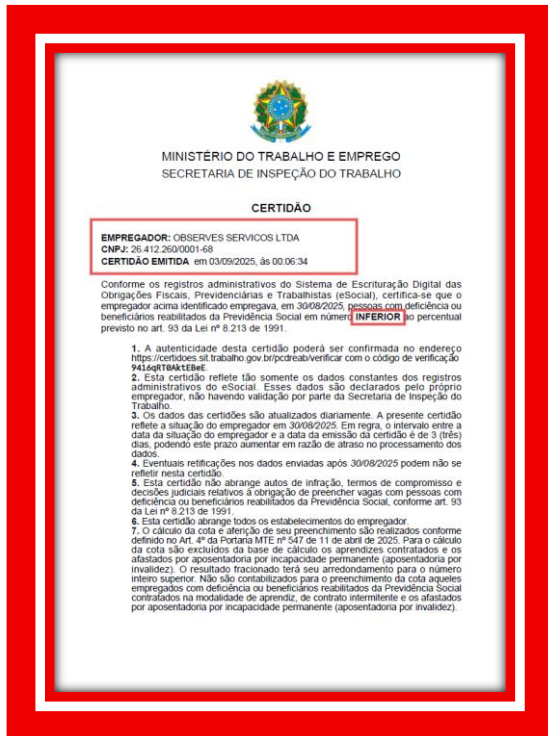 MINISTÉRIO DO TRABALHO E EMPREGO
SECRETARIA DE INSPEÇÃO DO TRABALHO
CERTIDÃO
EMPREGADOR: OBSERVES SERVICOS LTDA
CNPJ: 26.412.260/0001-68
CERTIDÃO EMITIDA em 03/09/2025, às 00:06:34
Conforme os registros administrativos do Sistema de Escrituração Digital das
Obrigações Fiscais, Previdenciárias e Trabalhistas (eSocial), certifica-se que o
empregador acima identificado empregava, em 30/08/2025, pessoas com deficiência ou
beneficiários reabilitados da Previdência Social em número INFERIOR ao percentual
previsto no art. 93 da Lei nº 8.213 de 1991.
1. A autenticidade desta certidão poderá ser confirmada no endereço
https://certidoes.sit.trabalho.gov.br/pcdreab/verificar com o código de verificação
9416qRT0AktEBeE.
2. Esta certidão reflete tão somente os dados constantes dos registros
administrativos do eSocial. Esses dados são declarados pelo próprio
empregador, não havendo validação por parte da Secretaria de Inspeção do
Trabalho.
3. Os dados das certidões são atualizados diariamente. A presente certidão
reflete a situação do empregador em 30/08/2025. Em regra, o intervalo entre a
data da situação do empregador e a data da emissão da certidão é de 3 (três)
dias, podendo este prazo aumentar em razão de atraso no processamento dos
dados.
4. Eventuais retificações nos dados enviadas após 30/08/2025 podem não se
refletir nesta certidão.
5. Esta certidão não abrange autos de infração, termos de compromisso e
decisões judiciais relativos à obrigação de preencher vagas com pessoas com
deficiência ou beneficiários reabilitados da Previdência Social, conforme art. 93
da Lei nº 8.213 de 1991.
6. Esta certidão abrange todos os estabelecimentos do empregador.
7. O cálculo da cota e aferição de seu preenchimento são realizados conforme
definido no Art. 4º da Portaria MTE nº 547 de 11 de abril de 2025. Para o cálculo
da cota são excluídos da base de cálculo os aprendizes contratados e os
afastados por aposentadoria por incapacidade permanente (aposentadoria por
invalidez). O resultado fracionado terá seu arredondamento para o número
inteiro superior. Não são contabilizados para o preenchimento da cota aqueles
empregados com deficiência ou beneficiários reabilitados da Previdência Social
contratados na modalidade de aprendiz, de contrato intermitente e os afastados
por aposentadoria por incapacidade permanente (aposentadoria por invalidez).